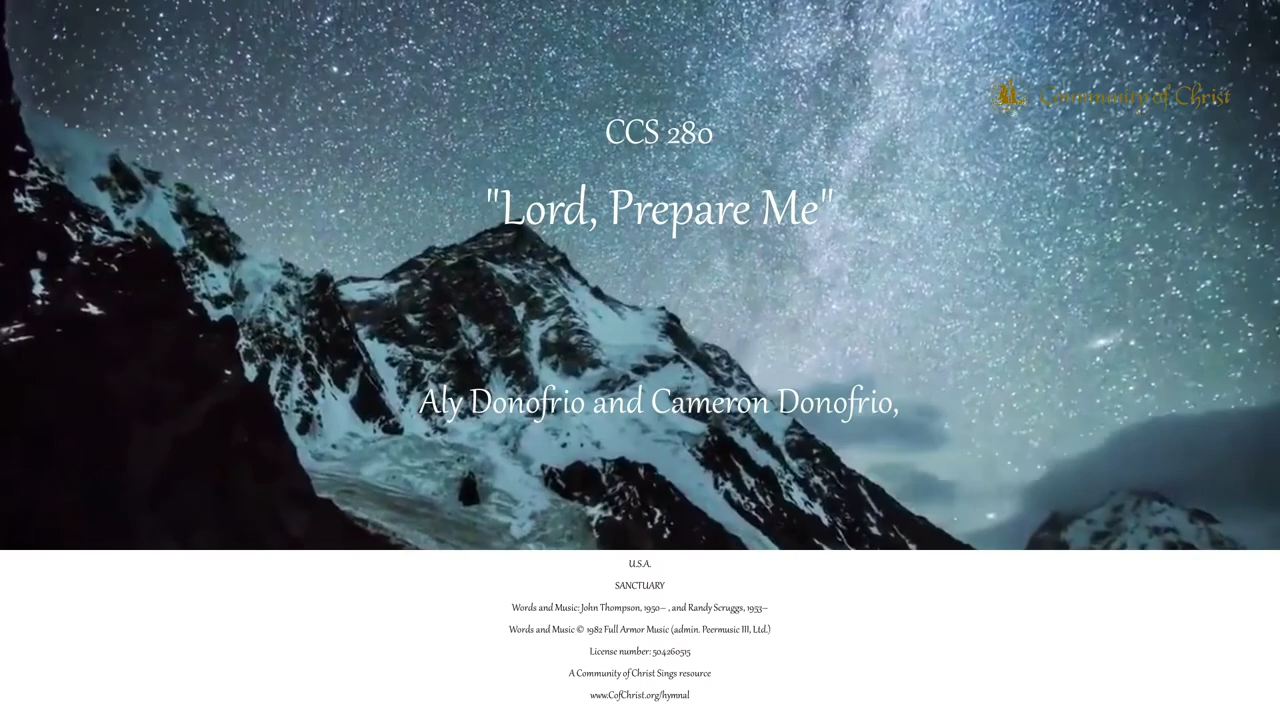 Community of Christ
CCS 280
"Lord, Prepare Me"
Aly Donofrio and Cameron Donofrio,
U.S.A.
SANCTUARY
Words and Music: John Thompson, 1950– , and Randy Scruggs, 1953–
Words and Music © 1982 Full Armor Music (admin. Peermusic III, Ltd.)
License number: 504260515
A Community of Christ Sings resource
www.CofChrist.org/hymnal